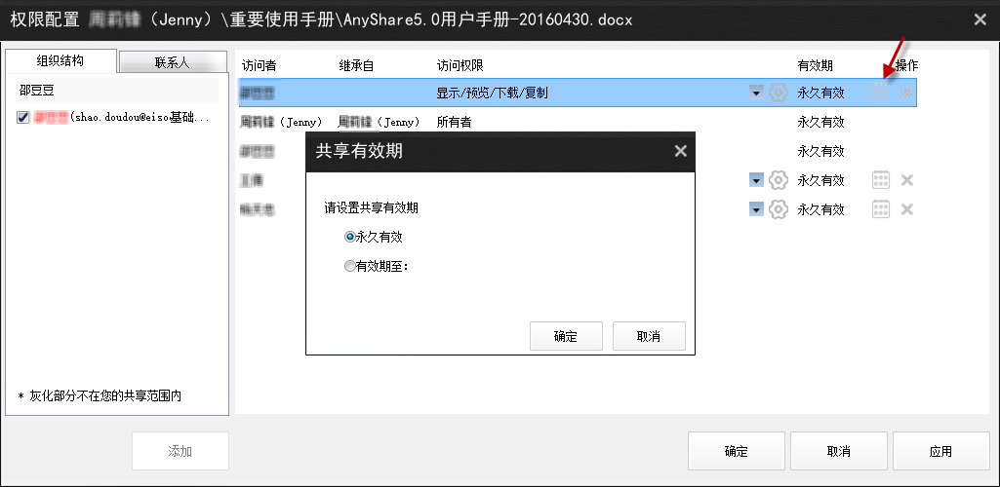 权限配置 （Jenny）\重要使用手册\AnyShare5.0用户手册-20160430.docx
组织结构 联系人
邵豆豆
(shao.doudou@eiso基础...
* 灰化部分不在您的共享范围内
添加
访问者 继承自 访问权限 有效期 操作
显示/预览/下载/复制 永久有效
周莉锋（Jenny） 周莉锋（Jenny） 所有者 永久有效
永久有效
永久有效
永久有效
共享有效期
请设置共享有效期
永久有效
有效期至：
确定 取消
确定 取消 应用